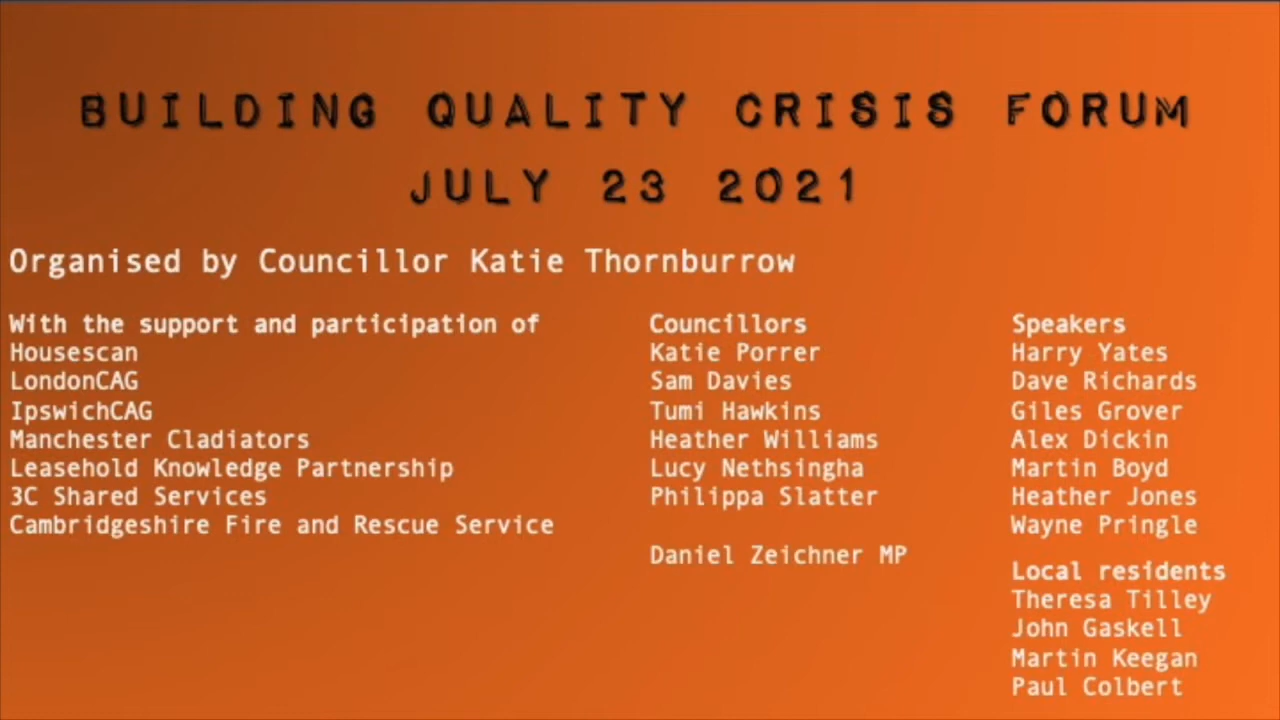 BUILDING QUALITY CRISIS FORUM
JULY 23 2021
Organised by Councillor Katie Thornburrow
With the support and participation of
Housescan
LondonCAG
IpswichCAG
Manchester Cladiators
Leasehold Knowledge Partnership
3C Shared Services
Cambridgeshire Fire and Rescue Service
Councillors
Katie Porrer
Sam Davies
Tumi Hawkins
Heather Williams
Lucy Nethsingha
Philippa Slatter
Daniel Zeichner MP
Speakers
Harry Yates
Dave Richards
Giles Grover
Alex Dickin
Martin Boyd
Heather Jones
Wayne Pringle
Local residents
Theresa Tilley
John Gaskell
Martin Keegan
Paul Colbert